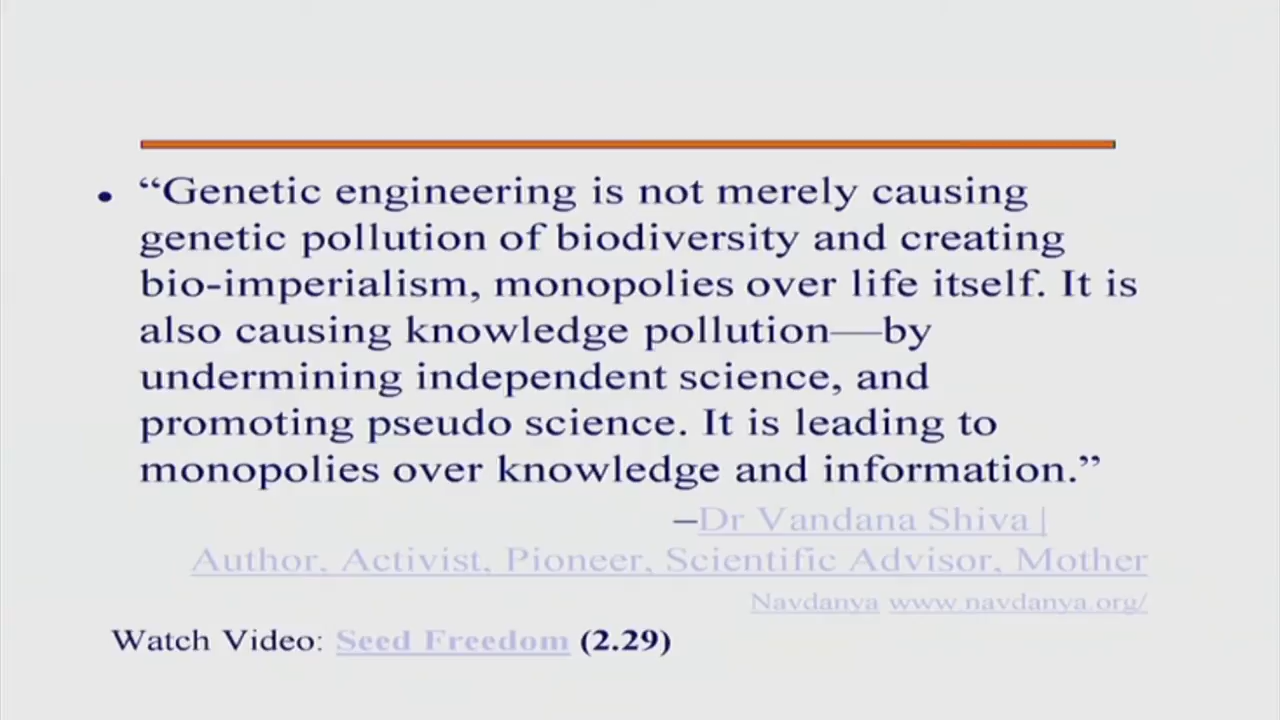 • “Genetic engineering is not merely causing
genetic pollution of biodiversity and creating
bio-imperialism, monopolies over life itself. It is
also causing knowledge pollution—by
undermining independent science, and
promoting pseudo science. It is leading to
monopolies over knowledge and information.”
–Dr Vandana Shiva |
Author, Activist, Pioneer, Scientific Advisor, Mother
Navdanya www.navdanya.org/
Watch Video: Seed Freedom (2.29)